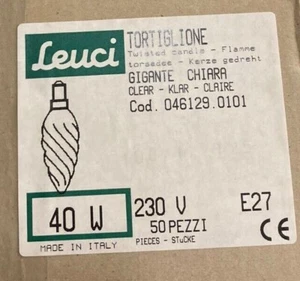 Leuci
TORTIGLIONE
Twisted candle - Flamme
torsadée - Kerze gedreht
GIGANTE CHIARA
CLEAR - KLAR - CLAIRE
Cod. 046129.0101
40 W
230 V
E27
50 PEZZI
MADE IN ITALY
PIECES - STÜCKE
CE